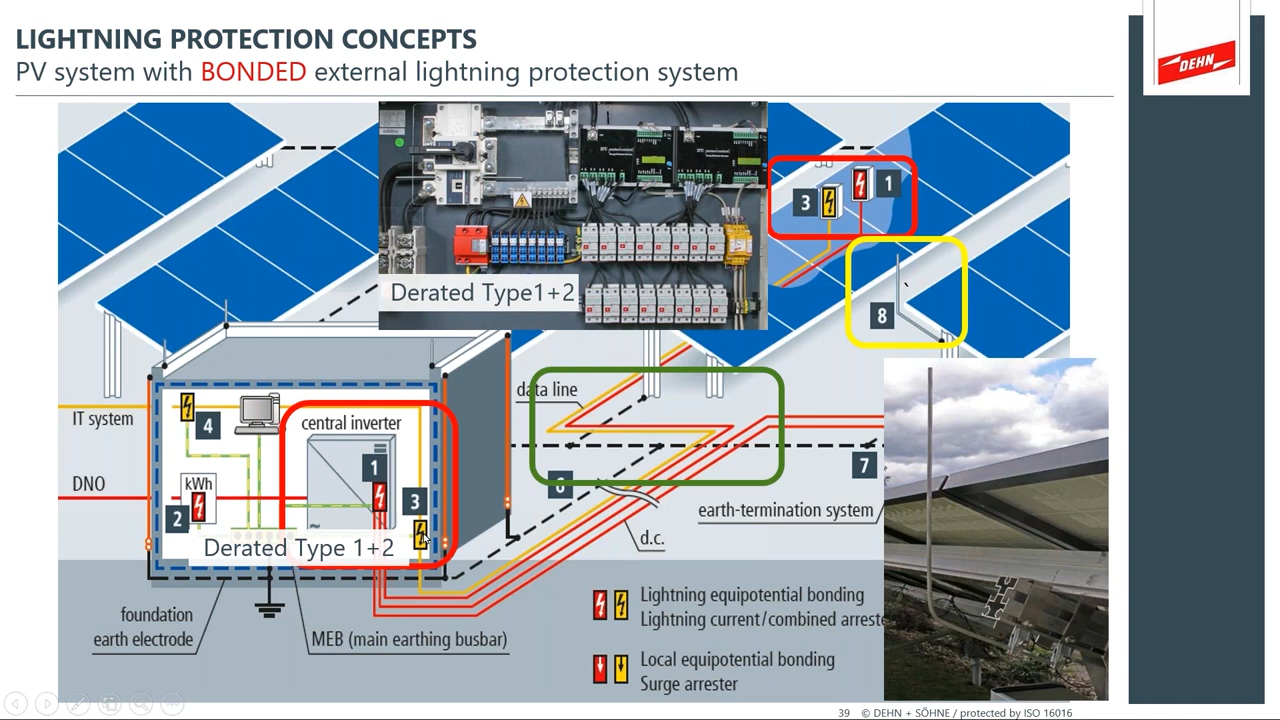 LIGHTNING PROTECTION CONCEPTS
PV system with BONDED external lightning protection system
DEHN
3
1
Derated Type1+2
8
data line
IT system
4
central inverter
1
DNO
kWh
3
2
6
7
earth-termination system
Derated Type 1+2
d.c.
foundation
earth electrode
MEB (main earthing busbar)
Lightning equipotential bonding
Lightning current/combined arreste
Local equipotential bonding
Surge arrester
39 © DEHN + SÖHNE / protected by ISO 16016